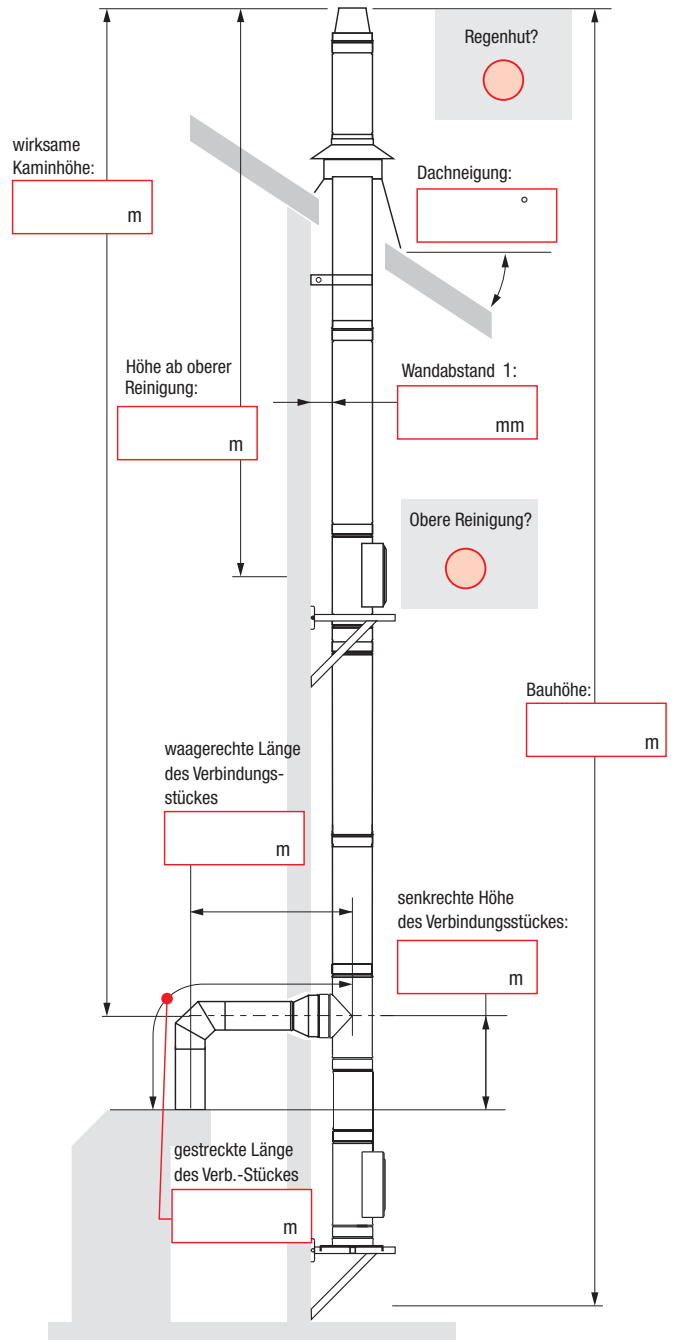 Regenhut?
wirksame
Kaminhöhe:
m
Dachneigung:
°
Höhe ab oberer
Reinigung:
m
Wandabstand 1:
mm
Obere Reinigung?
Bauhöhe:
m
waagerechte Länge
des Verbindungs-
stückes
m
senkrechte Höhe
des Verbindungsstückes:
m
gestreckte Länge
des Verb.-Stückes
m